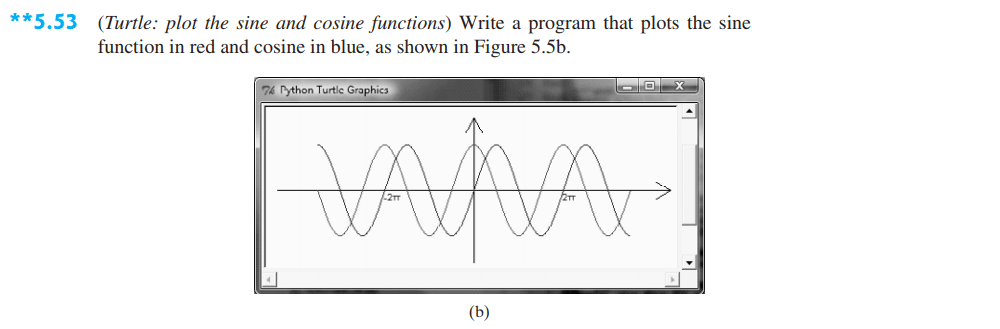 **5.53 (Turtle: plot the sine and cosine functions) Write a program that plots the sine
function in red and cosine in blue, as shown in Figure 5.5b.
Python Turtle Graphics
-2π 2π
(b)